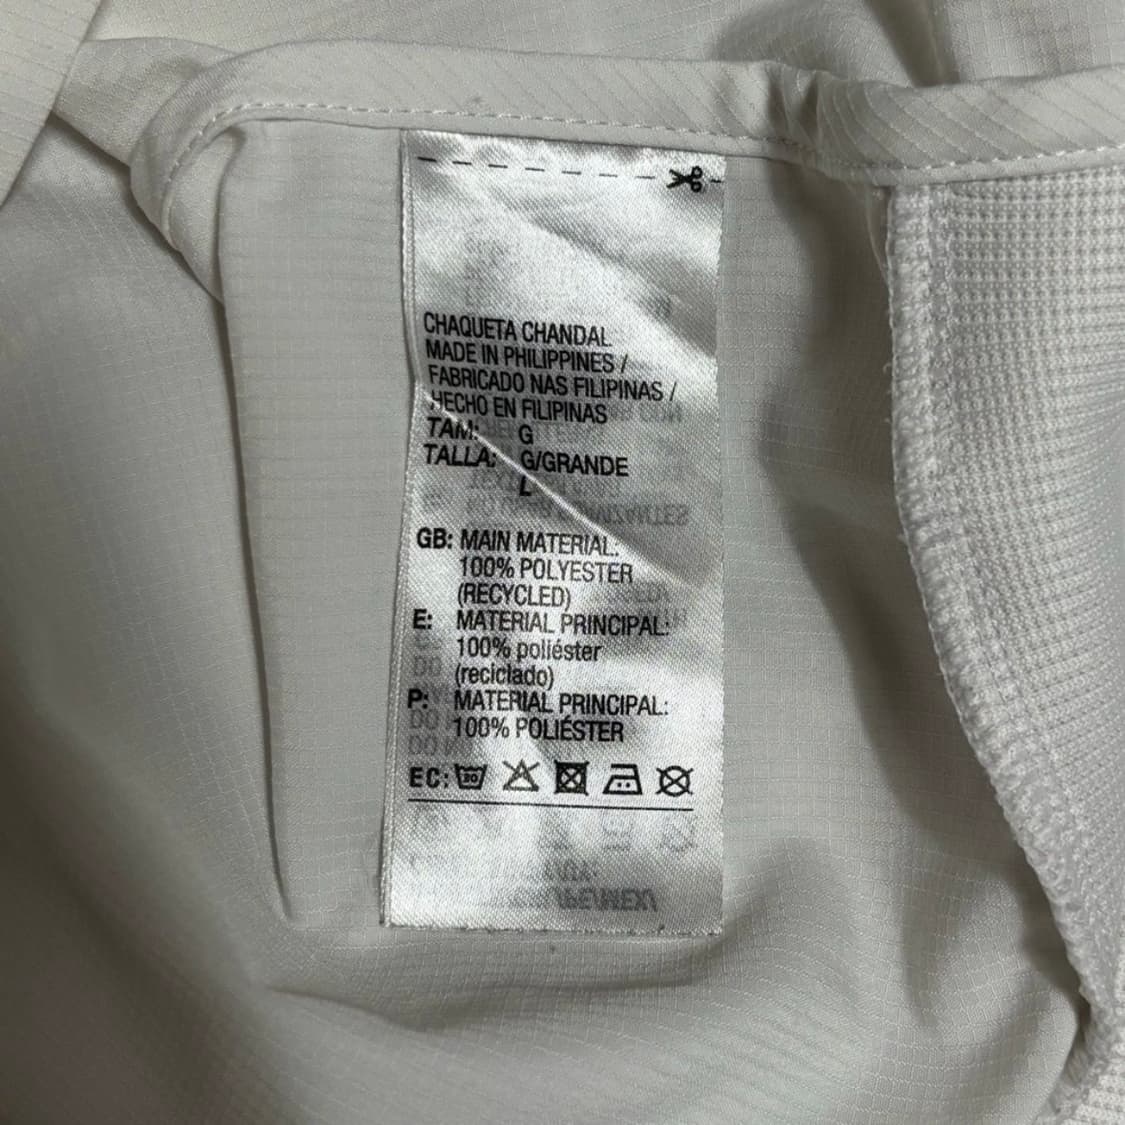 CHAQUETA CHANDAL
MADE IN PHILIPPINES /
FABRICADO NAS FILIPINAS /
HECHO EN FILIPINAS
TAM: G
TALLA: G/GRANDE
L
GB: MAIN MATERIAL:
100% POLYESTER
(RECYCLED)
E: MATERIAL PRINCIPAL:
100% poliéster
(reciclado)
P: MATERIAL PRINCIPAL:
100% POLIÉSTER
EC: 30